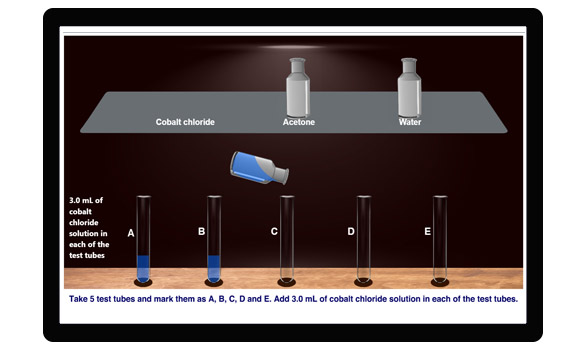 Cobalt chloride
Acetone
Water
3.0 mL of
cobalt
chloride
solution in
each of the
test tubes
A
B
C
D
E
Take 5 test tubes and mark them as A, B, C, D and E. Add 3.0 mL of cobalt chloride solution in each of the test tubes.